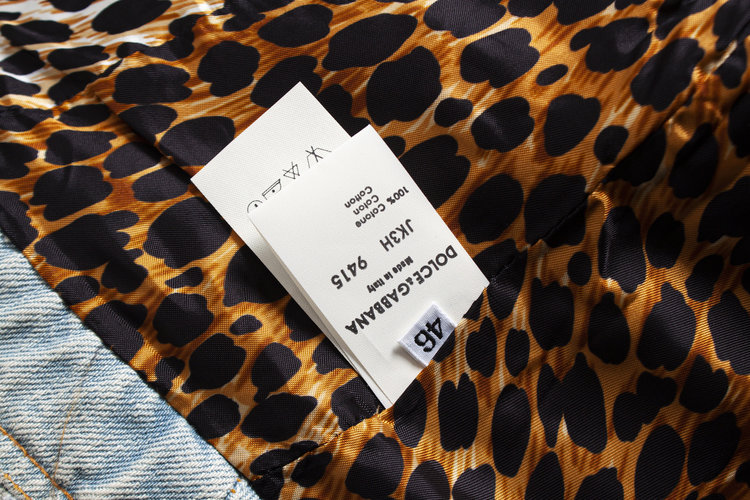 DOLCE&GABBANA
Made in Italy
JK3H 9415
100% Cotone
Coton
Cotton
46